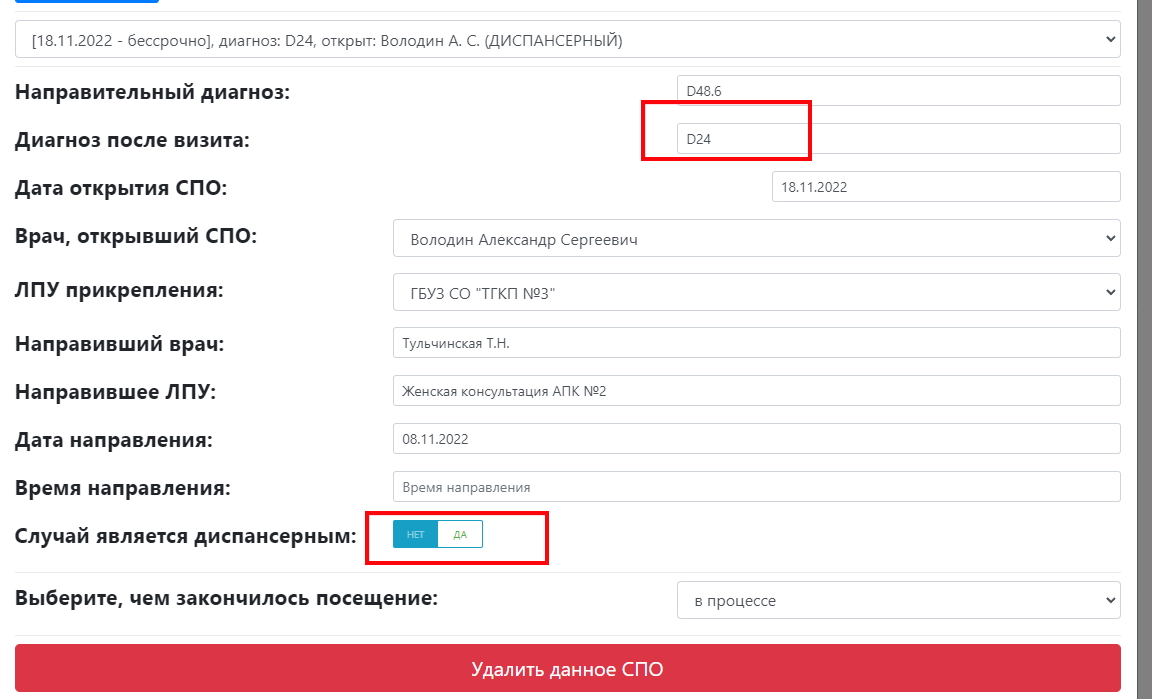 [18.11.2022 - бессрочно], диагноз: D24, открыт: Володин А. С. (ДИСПАНСЕРНЫЙ)
Направительный диагноз: D48.6
Диагноз после визита: D24
Дата открытия СПО: 18.11.2022
Врач, открывший СПО: Володин Александр Сергеевич
ЛПУ прикрепления: ГБУЗ СО "ТГКП №3"
Направивший врач: Тульчинская Т.Н.
Направившее ЛПУ: Женская консультация АПК №2
Дата направления: 08.11.2022
Время направления: Время направления
Случай является диспансерным: НЕТ ДА
Выберите, чем закончилось посещение: в процессе
Удалить данное СПО